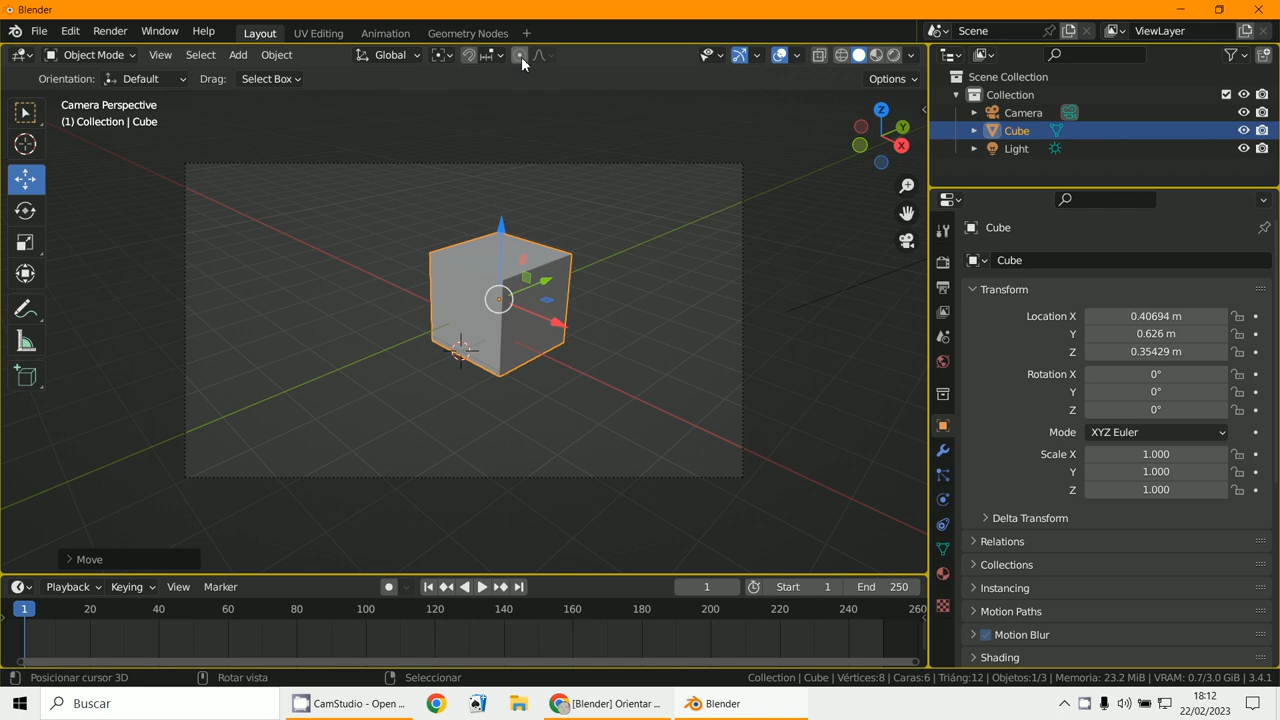 Blender
File Edit Render Window Help Layout UV Editing Animation Geometry Nodes Scene ViewLayer
Object Mode View Select Add Object Global
Orientation: Default Drag: Select Box Options
Camera Perspective
(1) Collection | Cube
Z
Y
X
Move
Scene Collection
Collection
Camera
Cube
Light
Cube
Cube
Transform
Location X 0.40694 m
Y 0.626 m
Z 0.35429 m
Rotation X 0°
Y 0°
Z 0°
Mode XYZ Euler
Scale X 1.000
Y 1.000
Z 1.000
Delta Transform
Relations
Collections
Instancing
Motion Paths
Motion Blur
Shading
Playback Keying View Marker 1 Start 1 End 250
1 20 40 60 80 100 120 140 160 180 200 220 240 260
Posicionar cursor 3D Rotar vista Seleccionar Collection | Cube | Vértices:8 | Caras:6 | Triáng:12 | Objetos:1/3 | Memoria: 23.2 MiB | VRAM: 0.7/3.0 GiB | 3.4.1
Buscar CamStudio - Open ... [Blender] Orientar ... Blender
18:12
22/02/2023